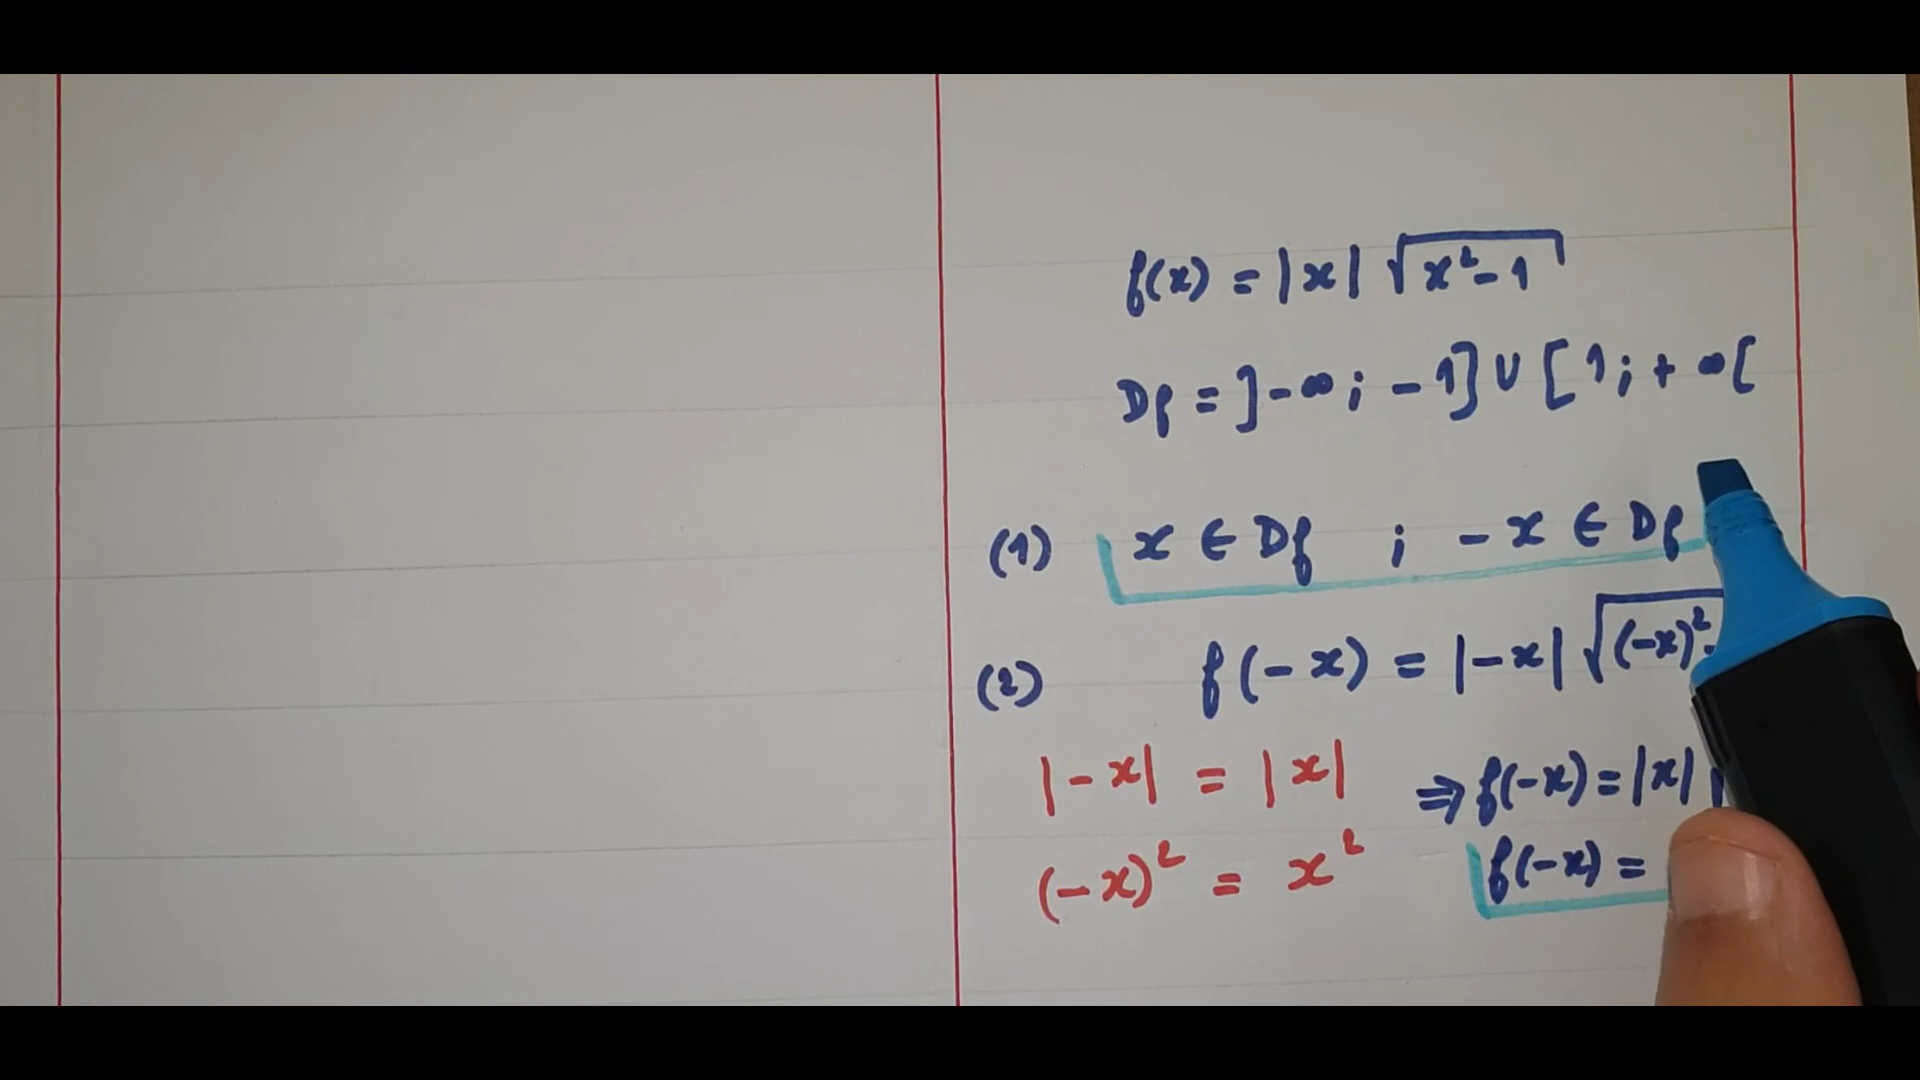 f(x) = |x| √(x²-1)
Df = ]-∞; -1] ∪ [1; +∞[
(1) x ∈ Df ; -x ∈ Df
(2) f(-x) = |-x| √((-x)²
|-x| = |x| ⇒ f(-x) = |x|
(-x)² = x² f(-x) =